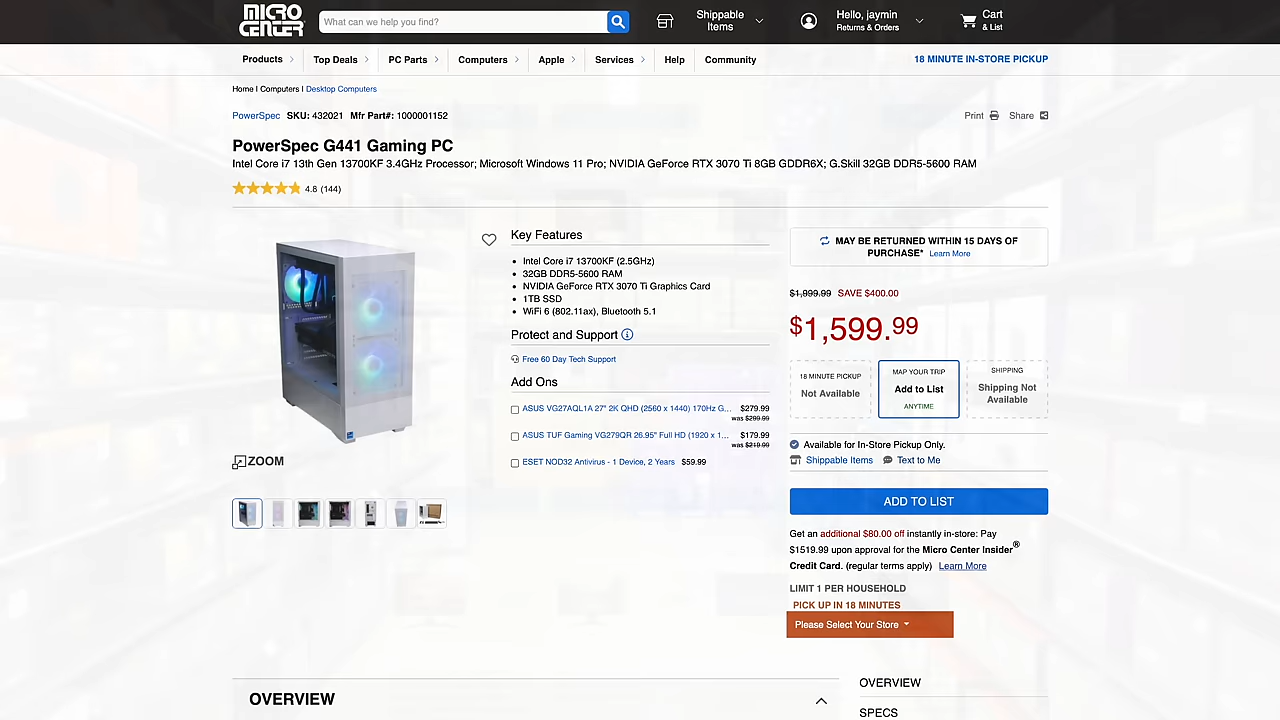 MICRO CENTER
What can we help you find?
Shippable Items
Hello, jaymin
Returns & Orders
Cart
& List
Products
Top Deals
PC Parts
Computers
Apple
Services
Help
Community
18 MINUTE IN-STORE PICKUP
Home I Computers I Desktop Computers
PowerSpec SKU: 432021 Mfr Part#: 1000001152
Print
Share
PowerSpec G441 Gaming PC
Intel Core i7 13th Gen 13700KF 3.4GHz Processor; Microsoft Windows 11 Pro; NVIDIA GeForce RTX 3070 Ti 8GB GDDR6X; G.Skill 32GB DDR5-5600 RAM
4.8 (144)
ZOOM
Key Features
Intel Core i7 13700KF (2.5GHz)
32GB DDR5-5600 RAM
NVIDIA GeForce RTX 3070 Ti Graphics Card
1TB SSD
WiFi 6 (802.11ax), Bluetooth 5.1
Protect and Support
Free 60 Day Tech Support
Add Ons
ASUS VG27AQL1A 27" 2K QHD (2560 x 1440) 170Hz G... $279.99
was $299.99
ASUS TUF Gaming VG279QR 26.95" Full HD (1920 x 1... $179.99
was $219.99
ESET NOD32 Antivirus - 1 Device, 2 Years $59.99
MAY BE RETURNED WITHIN 15 DAYS OF
PURCHASE* Learn More
$1,999.99 SAVE $400.00
$1,599.99
18 MINUTE PICKUP
Not Available
MAP YOUR TRIP
Add to List
ANYTIME
SHIPPING
Shipping Not
Available
Available for In-Store Pickup Only.
Shippable Items
Text to Me
ADD TO LIST
Get an additional $80.00 off instantly in-store: Pay
$1519.99 upon approval for the Micro Center Insider®
Credit Card. (regular terms apply) Learn More
LIMIT 1 PER HOUSEHOLD
PICK UP IN 18 MINUTES
Please Select Your Store
OVERVIEW
OVERVIEW
SPECS